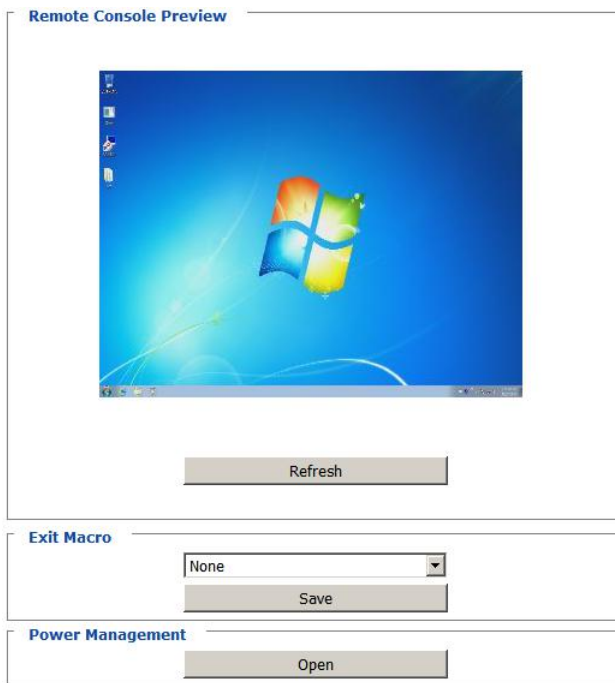 Remote Console Preview
Refresh
Exit Macro
None
Save
Power Management
Open